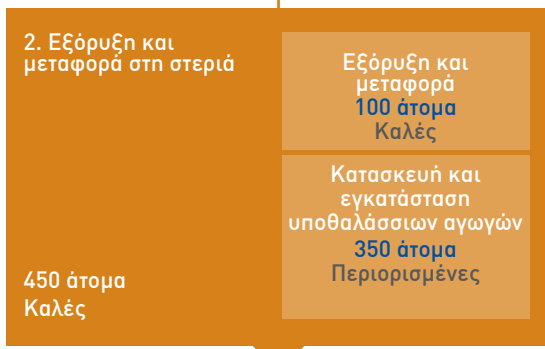 2. Εξόρυξη και
μεταφορά στη στεριά
450 άτομα
Καλές
Εξόρυξη και
μεταφορά
100 άτομα
Καλές
Κατασκευή και
εγκατάσταση
υποθαλάσσιων αγωγών
350 άτομα
Περιορισμένες